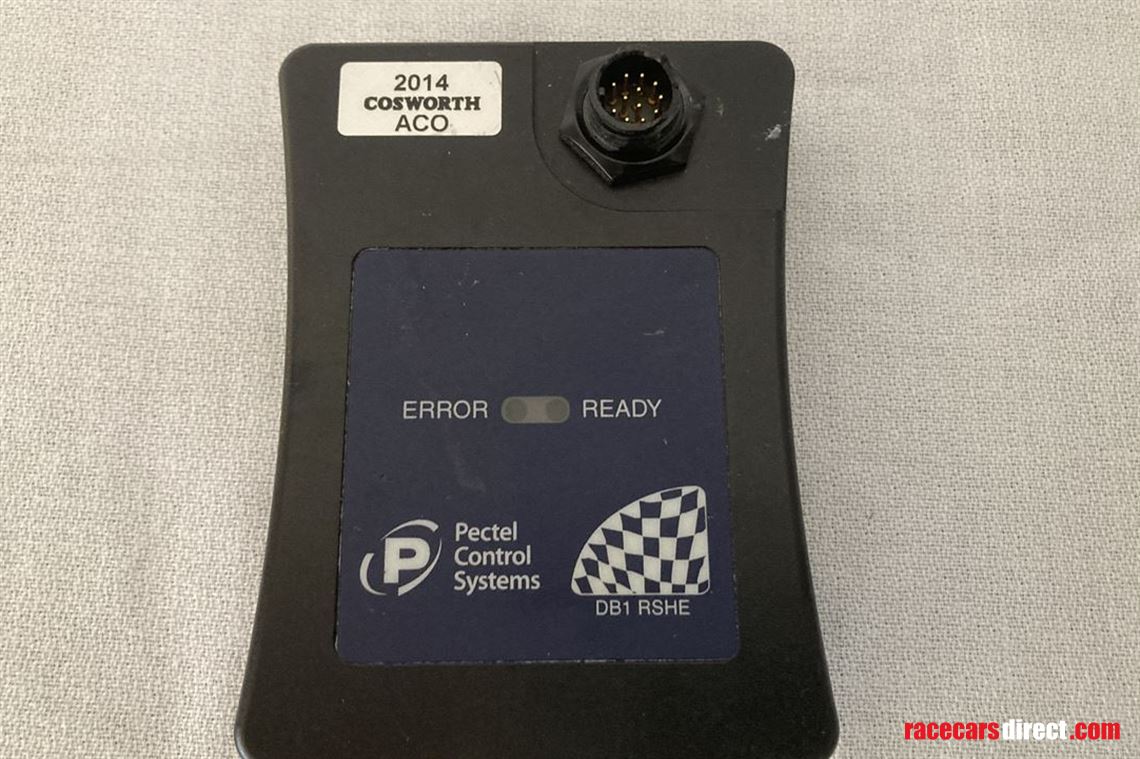 2014
COSWORTH
ACO
ERROR READY
P
Pectel
Control
Systems
DB1 RSHE
racecarsdirect.com